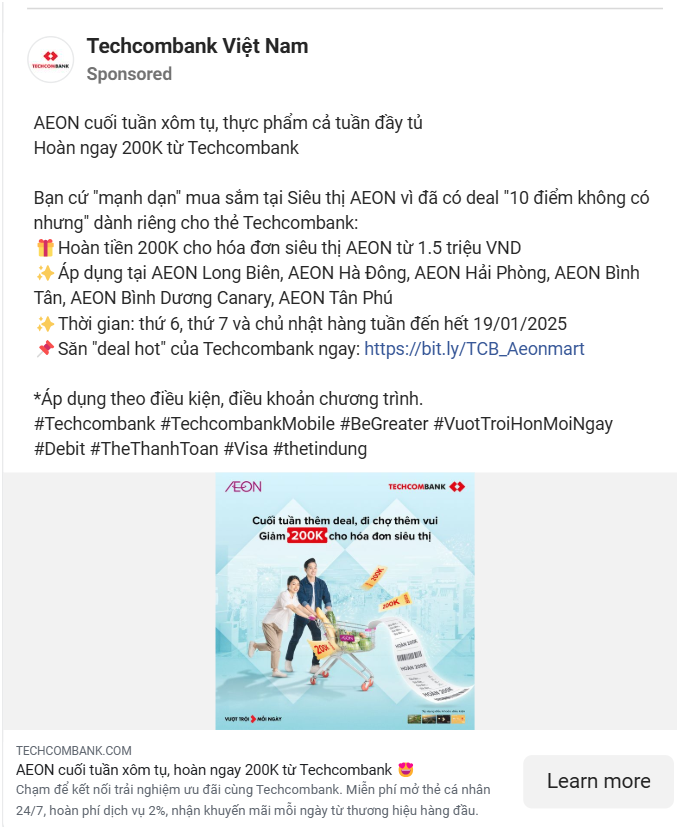 Techcombank Việt Nam
TECHCOMBANK
Sponsored
AEON cuối tuần xôm tụ, thực phẩm cả tuần đầy tủ
Hoàn ngay 200K từ Techcombank
Bạn cứ "mạnh dạn" mua sắm tại Siêu thị AEON vì đã có deal "10 điểm không có
nhưng" dành riêng cho thẻ Techcombank:
🎁 Hoàn tiền 200K cho hóa đơn siêu thị AEON từ 1.5 triệu VND
✨ Áp dụng tại AEON Long Biên, AEON Hà Đông, AEON Hải Phòng, AEON Bình
Tân, AEON Bình Dương Canary, AEON Tân Phú
✨ Thời gian: thứ 6, thứ 7 và chủ nhật hàng tuần đến hết 19/01/2025
📌 Săn "deal hot" của Techcombank ngay: https://bit.ly/TCB_Aeonmart
*Áp dụng theo điều kiện, điều khoản chương trình.
#Techcombank #TechcombankMobile #BeGreater #VuotTroiHonMoiNgay
#Debit #TheThanhToan #Visa #thetindung
ÆON TECHCOMBANK
Cuối tuần thêm deal, đi chợ thêm vui
Giảm 200K cho hóa đơn siêu thị
200K
200K
200K
ÆON
HOÀN 200K
HOÀN 200K
HOÀN 200K
VƯỢT TRÔI MỖI NGÀY
TECHCOMBANK.COM
AEON cuối tuần xôm tụ, hoàn ngay 200K từ Techcombank 😍
Chạm để kết nối trải nghiệm ưu đãi cùng Techcombank. Miễn phí mở thẻ cá nhân
24/7, hoàn phí dịch vụ 2%, nhận khuyến mãi mỗi ngày từ thương hiệu hàng đầu.
Learn more